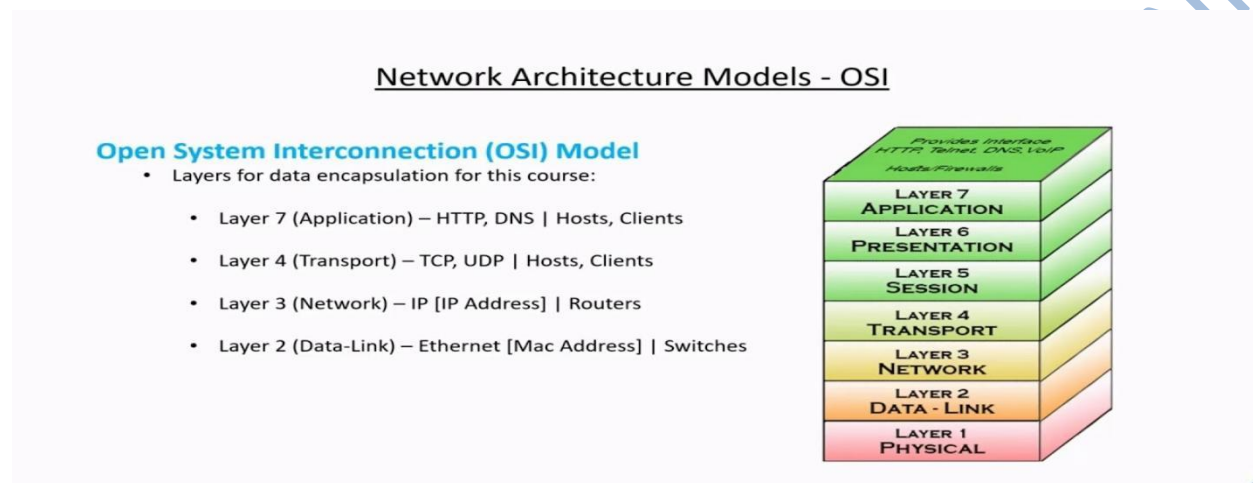 Network Architecture Models - OSI
Open System Interconnection (OSI) Model
• Layers for data encapsulation for this course:
• Layer 7 (Application) – HTTP, DNS | Hosts, Clients
• Layer 4 (Transport) – TCP, UDP | Hosts, Clients
• Layer 3 (Network) – IP [IP Address] | Routers
• Layer 2 (Data-Link) – Ethernet [Mac Address] | Switches
Provides Interface
HTTP, Telnet, DNS, VoIP
Hosts/Firewalls
LAYER 7
APPLICATION
LAYER 6
PRESENTATION
LAYER 5
SESSION
LAYER 4
TRANSPORT
LAYER 3
NETWORK
LAYER 2
DATA - LINK
LAYER 1
PHYSICAL